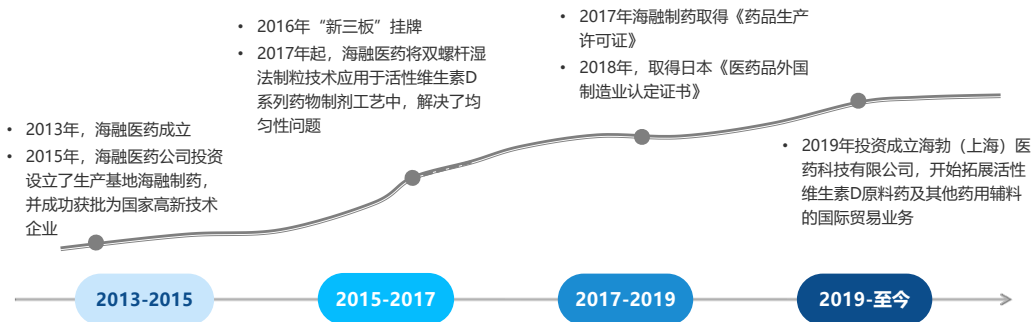 • 2013年，海融医药成立
• 2015年，海融医药公司投资
设立了生产基地海融制药，
并成功获批为国家高新技术
企业
• 2016年“新三板”挂牌
• 2017年起，海融医药将双螺杆湿
法制粒技术应用于活性维生素D
系列药物制剂工艺中，解决了均
匀性问题
• 2017年海融制药取得《药品生产
许可证》
• 2018年，取得日本《医药品外国
制造业认定证书》
• 2019年投资成立海勃（上海）医
药科技有限公司，开始拓展活性
维生素D原料药及其他药用辅料
的国际贸易业务
2013-2015
2015-2017
2017-2019
2019-至今